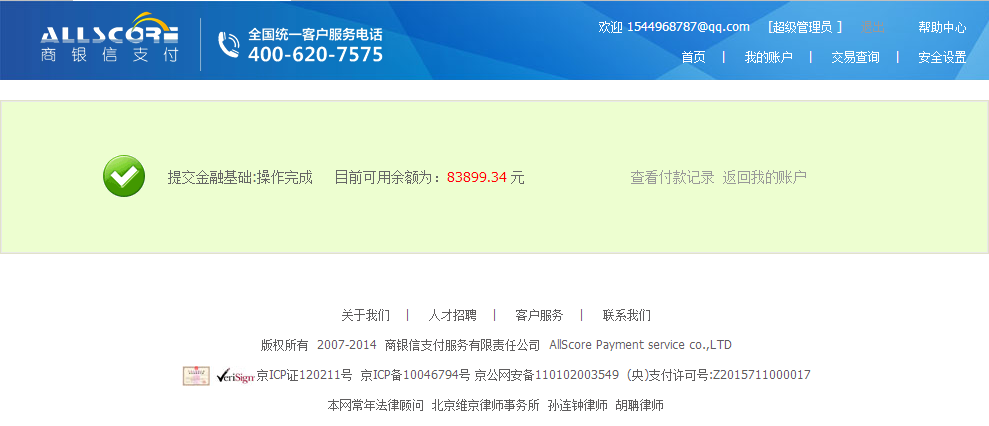 ALLSCORE
商银信支付
全国统一客户服务电话
400-620-7575
欢迎 1544968787@qq.com [超级管理员 ] 帮助中心
首页 | 我的账户 | 交易查询 | 安全设置
提交金融基础:操作完成 目前可用余额为：83899.34 元 查看付款记录 返回我的账户
关于我们 | 人才招聘 | 客户服务 | 联系我们
版权所有 2007-2014 商银信支付服务有限责任公司 AllScore Payment service co.,LTD
VeriSign 京ICP证120211号 京ICP备10046794号 京公网安备110102003549 (央)支付许可号:Z2015711000017
本网常年法律顾问 北京维京律师事务所 孙连钟律师 胡聃律师